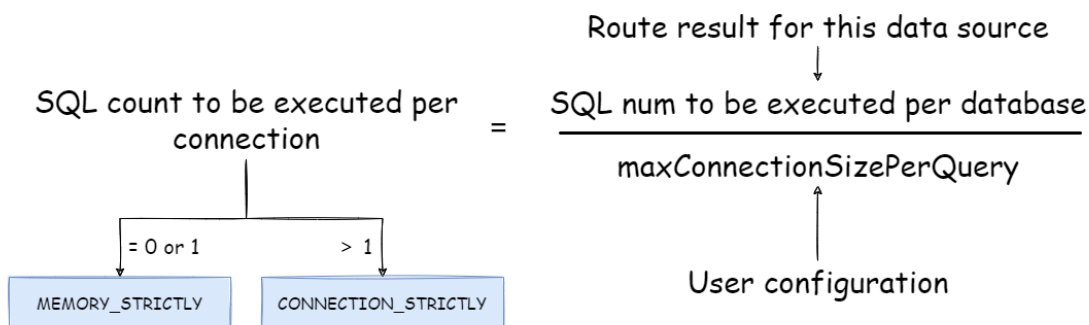 Route result for this data source
SQL count to be executed per
connection
=
SQL num to be executed per database
maxConnectionSizePerQuery
= 0 or 1
> 1
MEMORY_STRICTLY
CONNECTION_STRICTLY
User configuration